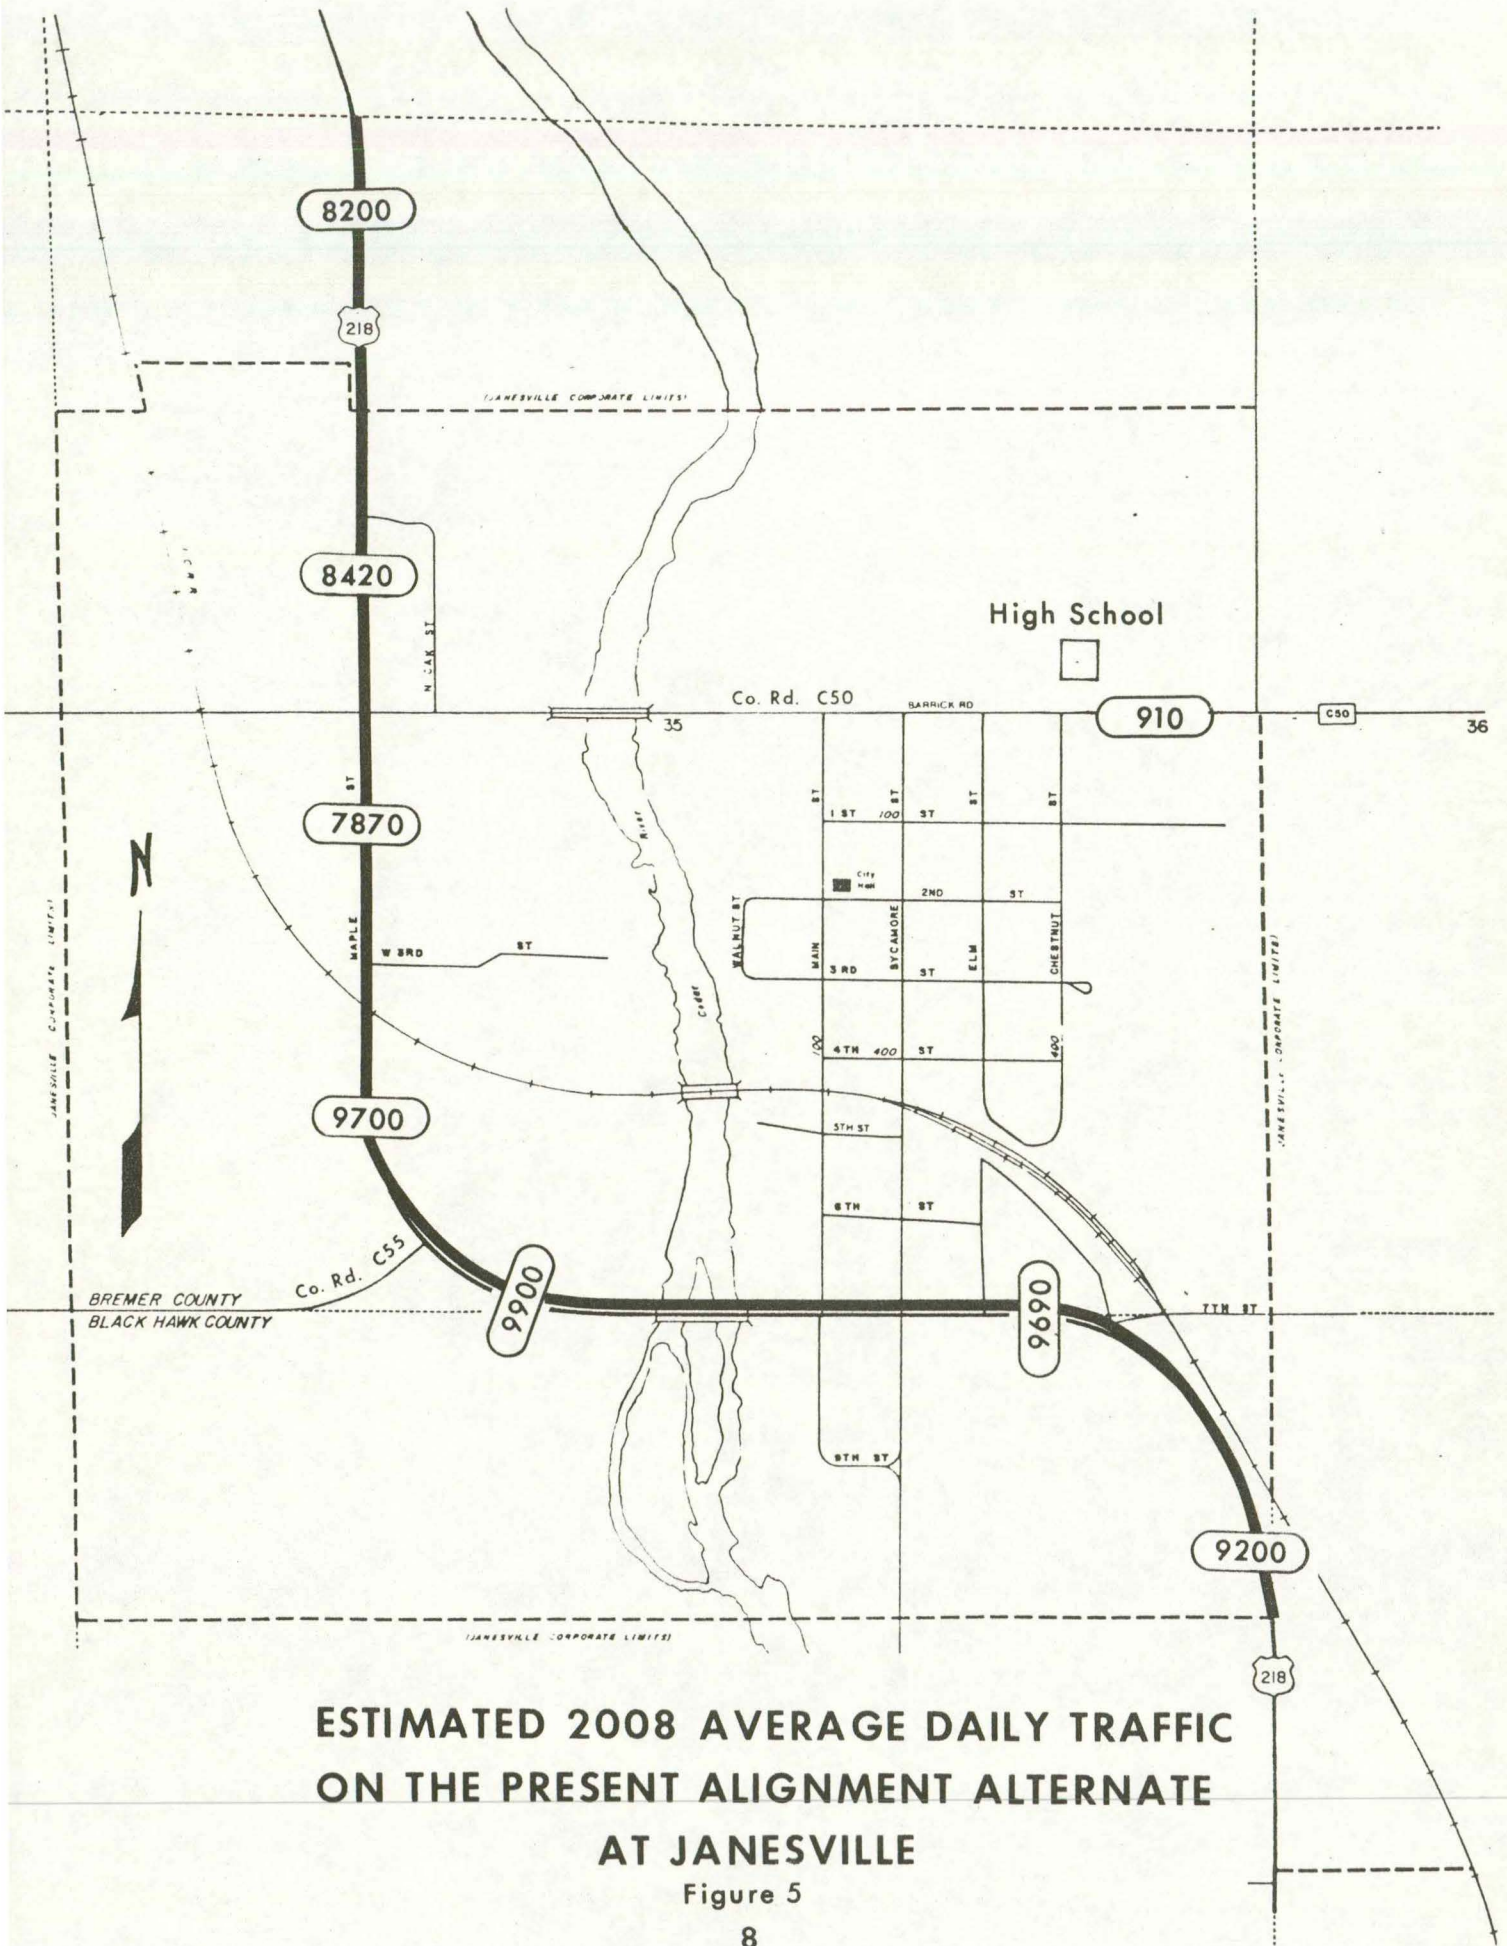 8200
218
(JANESVILLE CORPORATE LIMITS)
8420
N OAK ST
High School
Co. Rd. C50
BARRICK RD
910
C50
35
36
ST
ST
ST
ST
ST
7870
1 ST 100 ST
River
N
City
Hall
2ND ST
WALNUT ST
MAPLE
MAIN
SYCAMORE
ELM
CHESTNUT
W 3RD ST
3 RD ST
Cedar
JANESVILLE CORPORATE LIMITS)
JANESVILLE CORPORATE LIMITS)
100
4TH 400 ST
400
9700
5TH ST
6TH ST
Co. Rd. C55
9900
9690
BREMER COUNTY
BLACK HAWK COUNTY
7TH ST
9TH ST
9200
(JANESVILLE CORPORATE LIMITS)
218
ESTIMATED 2008 AVERAGE DAILY TRAFFIC
ON THE PRESENT ALIGNMENT ALTERNATE
AT JANESVILLE
Figure 5
8